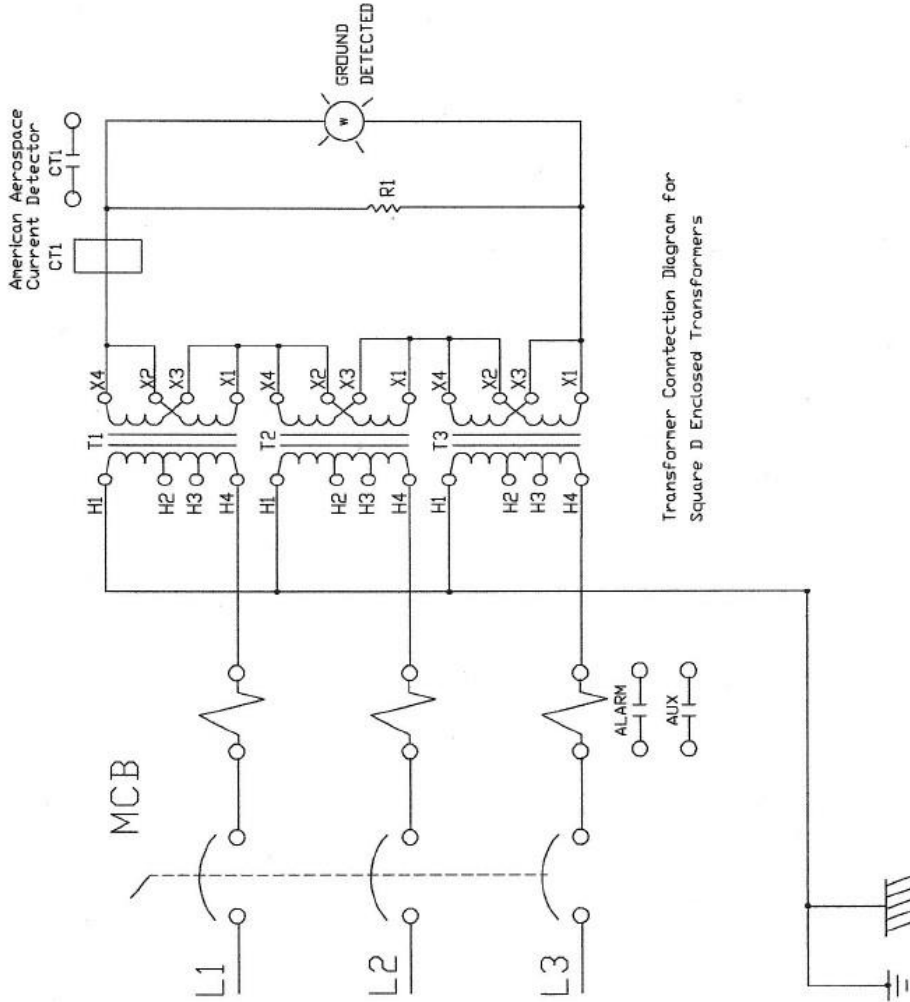 American Aerospace
Current Detector
CT1
CT1
GROUND
DETECTED
W
R1
MCB
L1
L2
L3
ALARM
AUX
T1
H1
H2
H3
H4
X4
X2
X3
X1
T2
H1
H2
H3
H4
X4
X2
X3
X1
T3
H1
H2
H3
H4
X4
X2
X3
X1
Transformer Conntection Diagram for
Square D Enclosed Transformers